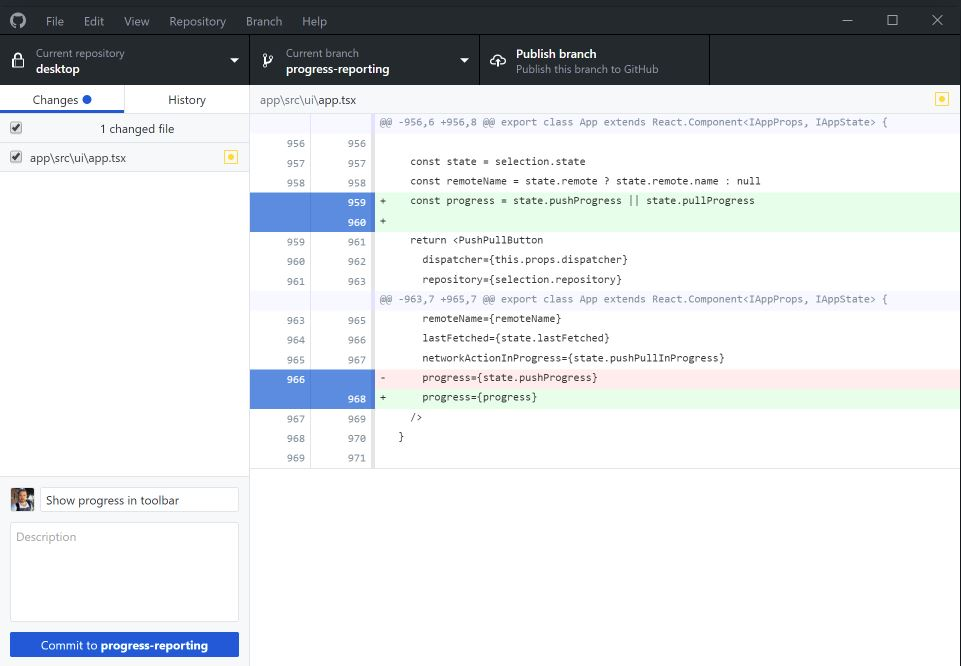 File Edit View Repository Branch Help
Current repository
desktop
Current branch
progress-reporting
Publish branch
Publish this branch to GitHub
Changes History
1 changed file
app\src\ui\app.tsx
Show progress in toolbar
Description
Commit to progress-reporting
app\src\ui\app.tsx
@@ -956,6 +956,8 @@ export class App extends React.Component<IAppProps, IAppState> {
956 956
957 957 const state = selection.state
958 958 const remoteName = state.remote ? state.remote.name : null
959 + const progress = state.pushProgress || state.pullProgress
960 +
959 961 return <PushPullButton
960 962 dispatcher={this.props.dispatcher}
961 963 repository={selection.repository}
@@ -963,7 +965,7 @@ export class App extends React.Component<IAppProps, IAppState> {
963 965 remoteName={remoteName}
964 966 lastFetched={state.lastFetched}
965 967 networkActionInProgress={state.pushPullInProgress}
966 - progress={state.pushProgress}
968 + progress={progress}
967 969 />
968 970 }
969 971